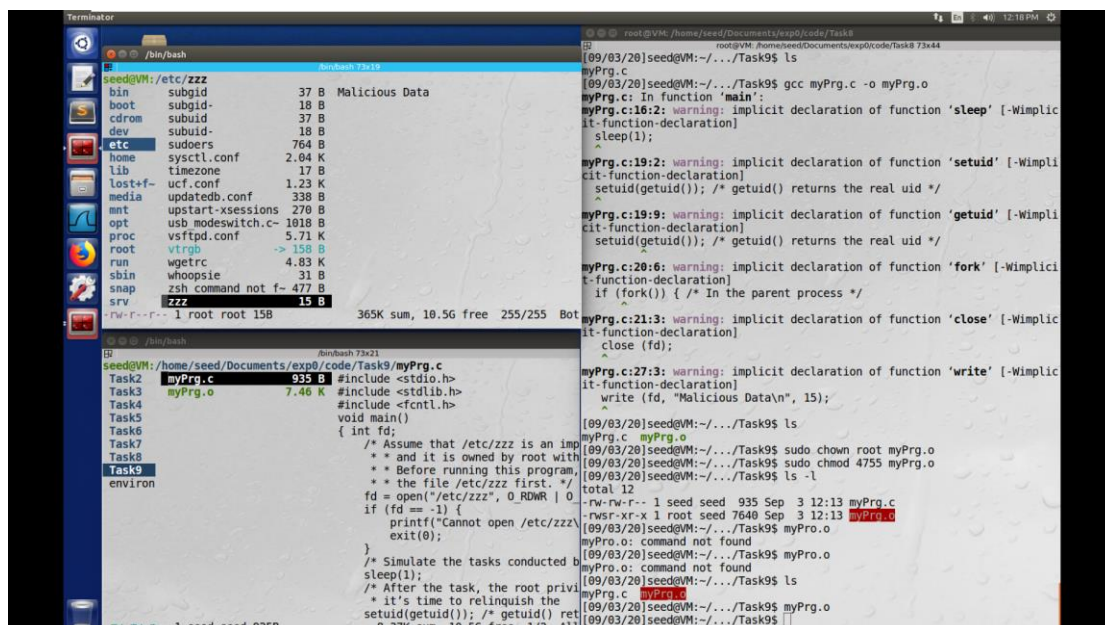 Terminator
En
12:18 PM
/bin/bash
/bin/bash 73x19
seed@VM:/etc/zzz
bin subgid 37 B Malicious Data
boot subgid- 18 B
cdrom subuid 37 B
dev subuid- 18 B
etc sudoers 764 B
home sysctl.conf 2.04 K
lib timezone 17 B
lost+f~ ucf.conf 1.23 K
media updatedb.conf 338 B
mnt upstart-xsessions 270 B
opt usb_modeswitch.c~ 1018 B
proc vsftpd.conf 5.71 K
root vtrgb -> 158 B
run wgetrc 4.83 K
sbin whoopsie 31 B
snap zsh_command_not_f~ 477 B
srv zzz 15 B
-rw-r--r-- 1 root root 15B 365K sum, 10.5G free 255/255 Bot
/bin/bash
/bin/bash 73x21
seed@VM:/home/seed/Documents/exp0/code/Task9/myPrg.c
Task2 myPrg.c 935 B #include <stdio.h>
Task3 myPrg.o 7.46 K #include <stdlib.h>
Task4 #include <fcntl.h>
Task5 void main()
Task6 { int fd;
Task7 /* Assume that /etc/zzz is an imp
Task8 * * and it is owned by root with
Task9 * * Before running this program,
environ * * the file /etc/zzz first. */
fd = open("/etc/zzz", O_RDWR | O_
if (fd == -1) {
printf("Cannot open /etc/zzz\
exit(0);
}
/* Simulate the tasks conducted b
sleep(1);
/* After the task, the root privi
* it's time to relinquish the
setuid(getuid()); /* getuid() ret
root@VM: /home/seed/Documents/exp0/code/Task8
root@VM: /home/seed/Documents/exp0/code/Task8 73x44
[09/03/20]seed@VM:~/.../Task9$ ls
myPrg.c
[09/03/20]seed@VM:~/.../Task9$ gcc myPrg.c -o myPrg.o
myPrg.c: In function ‘main’:
myPrg.c:16:2: warning: implicit declaration of function ‘sleep’ [-Wimplic
it-function-declaration]
sleep(1);
^
myPrg.c:19:2: warning: implicit declaration of function ‘setuid’ [-Wimpli
cit-function-declaration]
setuid(getuid()); /* getuid() returns the real uid */
^
myPrg.c:19:9: warning: implicit declaration of function ‘getuid’ [-Wimpli
cit-function-declaration]
setuid(getuid()); /* getuid() returns the real uid */
^
myPrg.c:20:6: warning: implicit declaration of function ‘fork’ [-Wimplici
t-function-declaration]
if (fork()) { /* In the parent process */
^
myPrg.c:21:3: warning: implicit declaration of function ‘close’ [-Wimplic
it-function-declaration]
close (fd);
^
myPrg.c:27:3: warning: implicit declaration of function ‘write’ [-Wimplic
it-function-declaration]
write (fd, "Malicious Data\n", 15);
^
[09/03/20]seed@VM:~/.../Task9$ ls
myPrg.c myPrg.o
[09/03/20]seed@VM:~/.../Task9$ sudo chown root myPrg.o
[09/03/20]seed@VM:~/.../Task9$ sudo chmod 4755 myPrg.o
[09/03/20]seed@VM:~/.../Task9$ ls -l
total 12
-rw-rw-r-- 1 seed seed 935 Sep 3 12:13 myPrg.c
-rwsr-xr-x 1 root seed 7640 Sep 3 12:13 myPrg.o
[09/03/20]seed@VM:~/.../Task9$ myPro.o
myPro.o: command not found
[09/03/20]seed@VM:~/.../Task9$ myPro.o
myPro.o: command not found
[09/03/20]seed@VM:~/.../Task9$ ls
myPrg.c myPrg.o
[09/03/20]seed@VM:~/.../Task9$ myPrg.o
[09/03/20]seed@VM:~/.../Task9$